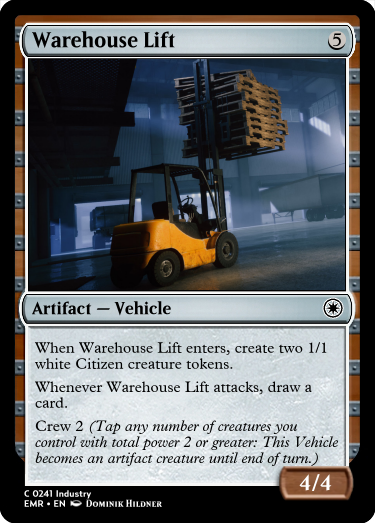 Warehouse Lift 5
Artifact — Vehicle
When Warehouse Lift enters, create two 1/1
white Citizen creature tokens.
Whenever Warehouse Lift attacks, draw a
card.
Crew 2 (Tap any number of creatures you
control with total power 2 or greater: This Vehicle
becomes an artifact creature until end of turn.)
4/4
C 0241 Industry
EMR • EN Dominik Hildner